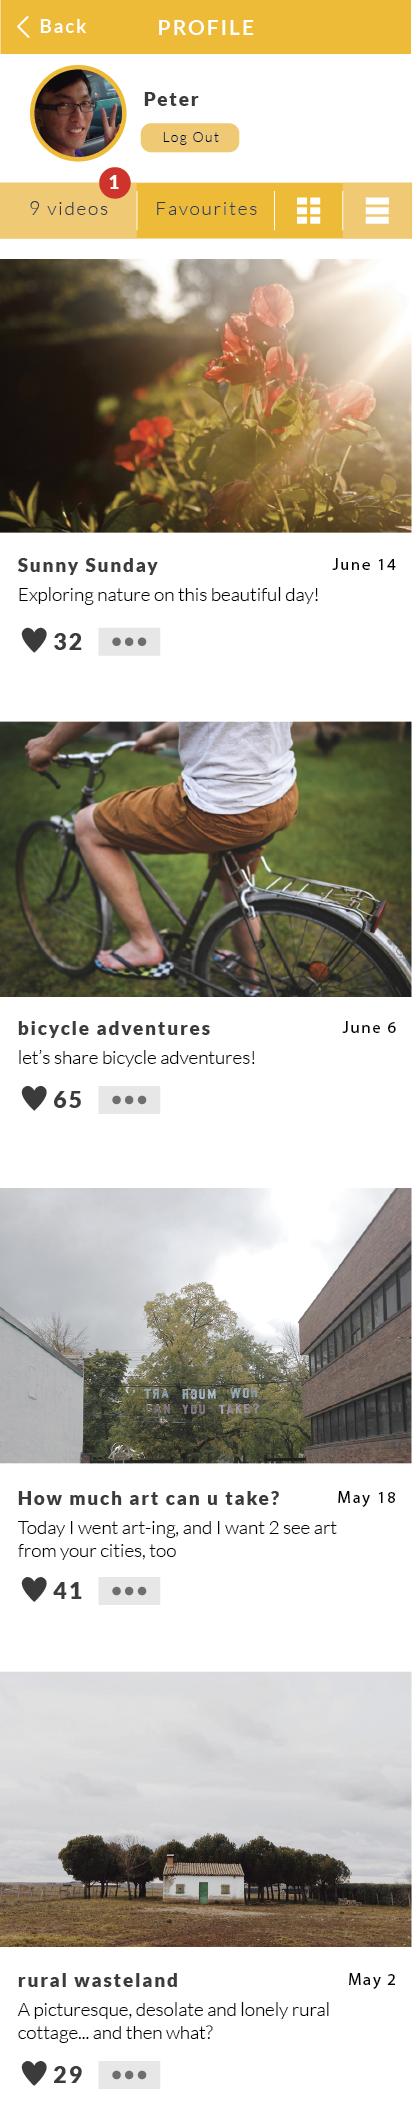 Back
PROFILE
Peter
Log Out
1
9 videos
Favourites
Sunny Sunday
June 14
Exploring nature on this beautiful day!
32
bicycle adventures
June 6
let's share bicycle adventures!
65
ART HOUM WOH
CAN YOU TAKE?
How much art can u take?
May 18
Today I went art-ing, and I want 2 see art
from your cities, too
41
rural wasteland
May 2
A picturesque, desolate and lonely rural
cottage... and then what?
29